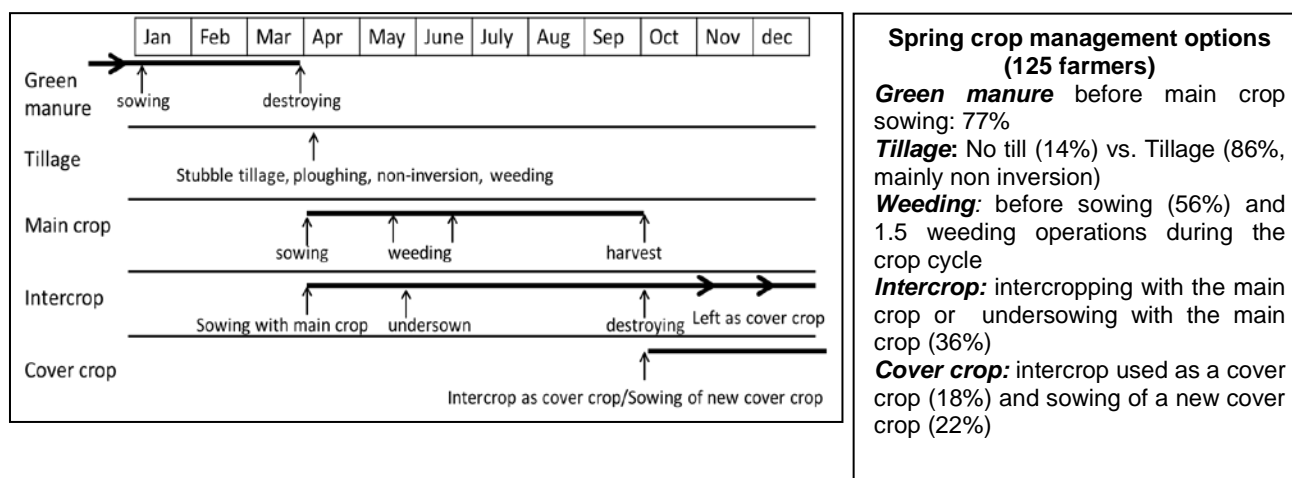 Jan Feb Mar Apr May June July Aug Sep Oct Nov dec
Green
manure
sowing destroying
Tillage
Stubble tillage, ploughing, non-inversion, weeding
Main crop
sowing weeding harvest
Intercrop
Sowing with main crop undersown destroying Left as cover crop
Cover crop
Intercrop as cover crop/Sowing of new cover crop
Spring crop management options
(125 farmers)
Green manure before main crop
sowing: 77%
Tillage: No till (14%) vs. Tillage (86%,
mainly non inversion)
Weeding: before sowing (56%) and
1.5 weeding operations during the
crop cycle
Intercrop: intercropping with the main
crop or undersowing with the main
crop (36%)
Cover crop: intercrop used as a cover
crop (18%) and sowing of a new cover
crop (22%)